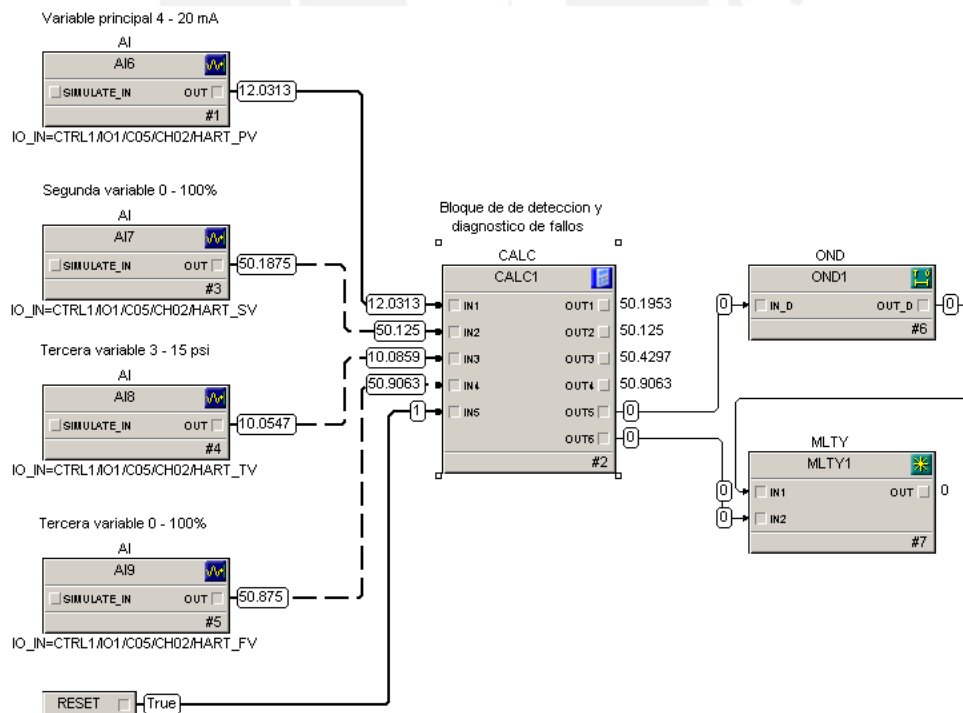 Variable principal 4 - 20 mA
AI
AI6
SIMULATE_IN OUT
12.0313
#1
IO_IN=CTRL1/IO1/C05/CH02/HART_PV
Segunda variable 0 - 100%
AI
AI7
SIMULATE_IN OUT
50.1875
#3
IO_IN=CTRL1/IO1/C05/CH02/HART_SV
Tercera variable 3 - 15 psi
AI
AI8
SIMULATE_IN OUT
10.0547
#4
IO_IN=CTRL1/IO1/C05/CH02/HART_TV
Tercera variable 0 - 100%
AI
AI9
SIMULATE_IN OUT
50.875
#5
IO_IN=CTRL1/IO1/C05/CH02/HART_FV
RESET
True
Bloque de de deteccion y
diagnostico de fallos
CALC
CALC1
12.0313 IN1 OUT1 50.1953
50.125 IN2 OUT2 50.125
10.0859 IN3 OUT3 50.4297
50.9063 IN4 OUT4 50.9063
1 IN5 OUT5 0
OUT6 0
#2
OND
OND1
0 IN_D OUT_D 0
#6
MLTY
MLTY1
0 IN1 OUT 0
0 IN2
#7